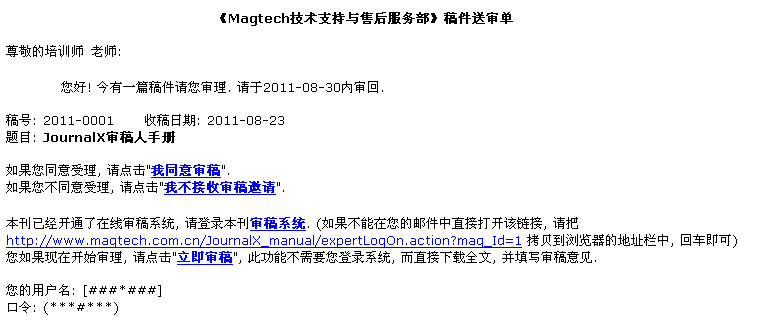 《Magtech技术支持与售后服务部》稿件送审单
尊敬的培训师 老师:
您好! 今有一篇稿件请您审理. 请于2011-08-30内审回.
稿号: 2011-0001 收稿日期: 2011-08-23
题目: JournalX审稿人手册
如果您同意受理, 请点击"我同意审稿".
如果您不同意受理, 请点击"我不接收审稿邀请".
本刊已经开通了在线审稿系统, 请登录本刊审稿系统. (如果不能在您的邮件中直接打开该链接, 请把
http://www.maqtech.com.cn/JournalX_manual/expertLogOn.action?maq_Id=1 拷贝到浏览器的地址栏中, 回车即可)
您如果现在开始审理, 请点击"立即审稿", 此功能不需要您登录系统, 而直接下载全文, 并填写审稿意见.
您的用户名: [###*###]
口令: (***#***)